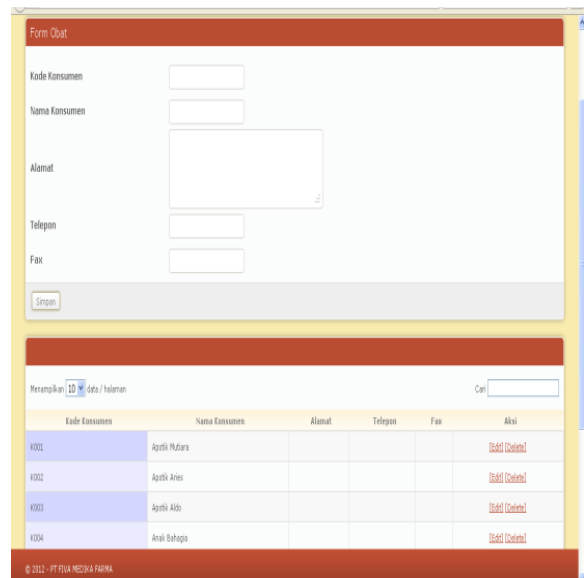 Form Obat
Kode Konsumen
Nama Konsumen
Alamat
Telepon
Fax
Simpan
Menampilkan 10 data / halaman Cari
Kode Konsumen Nama Konsumen Alamat Telepon Fax Aksi
K001 Apotik Mutiara [Edit] [Delete]
K002 Apotik Aries [Edit] [Delete]
K003 Apotik Aldo [Edit] [Delete]
K004 Anak Bahagia [Edit] [Delete]
© 2012 - PT FIVA MEDIKA FARMA